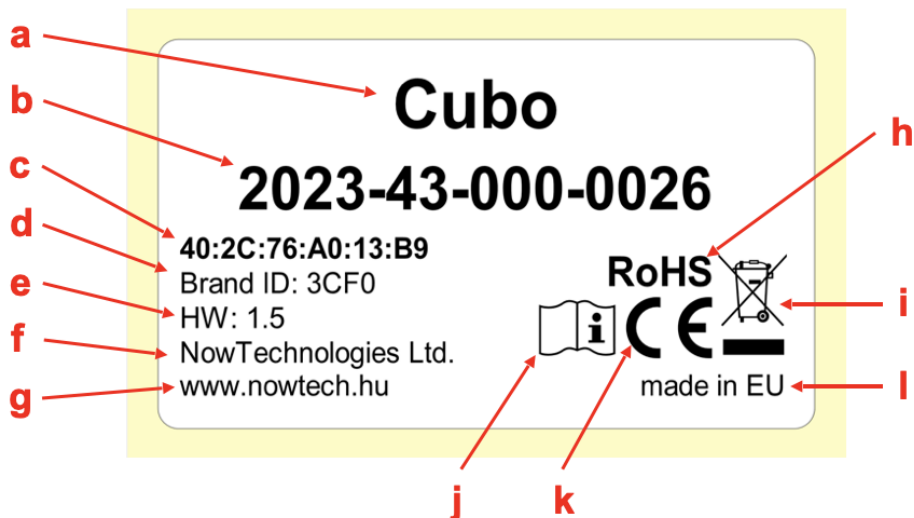 a
Cubo
b
2023-43-000-0026
h
c
40:2C:76:A0:13:B9
d
Brand ID: 3CF0
RoHS
e
HW: 1.5
i
f
NowTechnologies Ltd.
i
CE
g
www.nowtech.hu
made in EU
l
j
k